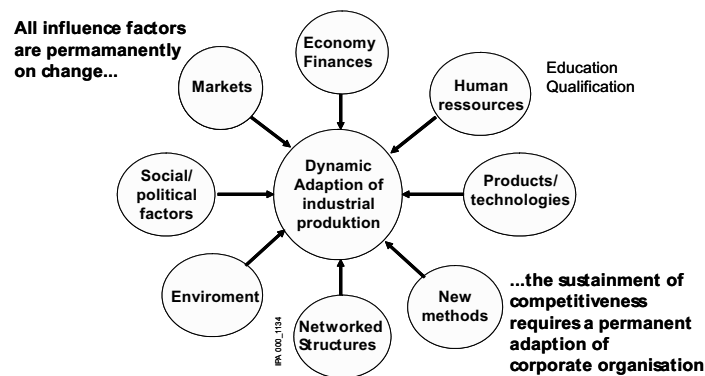 All influence factors
are permamanently
on change...
Economy
Finances
Markets
Human
ressources
Education
Qualification
Social/
political
factors
Dynamic
Adaption of
industrial
produktion
Products/
technologies
Enviroment
IPA 000_1134
Networked
Structures
New
methods
...the sustainment of
competitiveness
requires a permanent
adaption of
corporate organisation